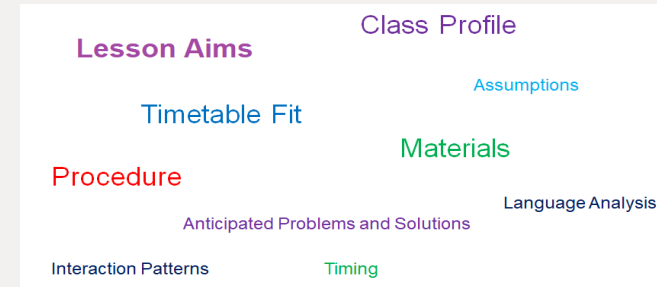 Class Profile
Lesson Aims
Assumptions
Timetable Fit
Materials
Procedure
Language Analysis
Anticipated Problems and Solutions
Interaction Patterns
Timing